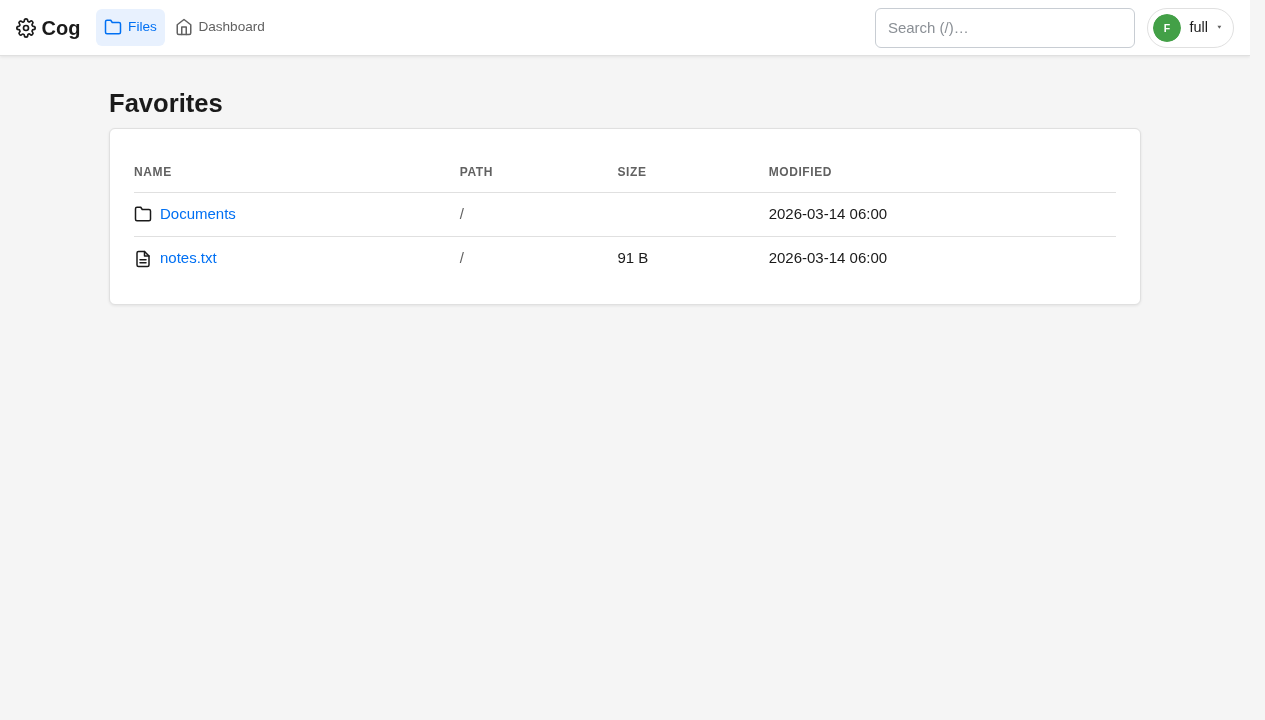 Cog Files Dashboard Search (/)… F full
Favorites
NAME PATH SIZE MODIFIED
Documents / 2026-03-14 06:00
notes.txt / 91 B 2026-03-14 06:00